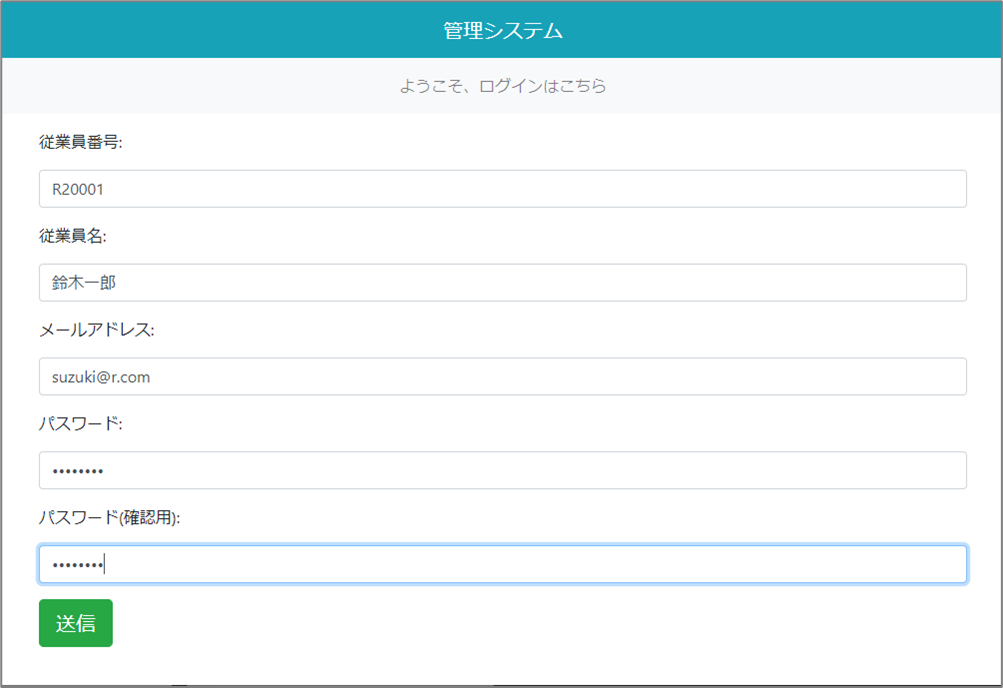 管理システム
ようこそ、ログインはこちら
従業員番号:
R20001
従業員名:
鈴木一郎
メールアドレス:
suzuki@r.com
パスワード:
••••••••
パスワード(確認用):
••••••••
送信